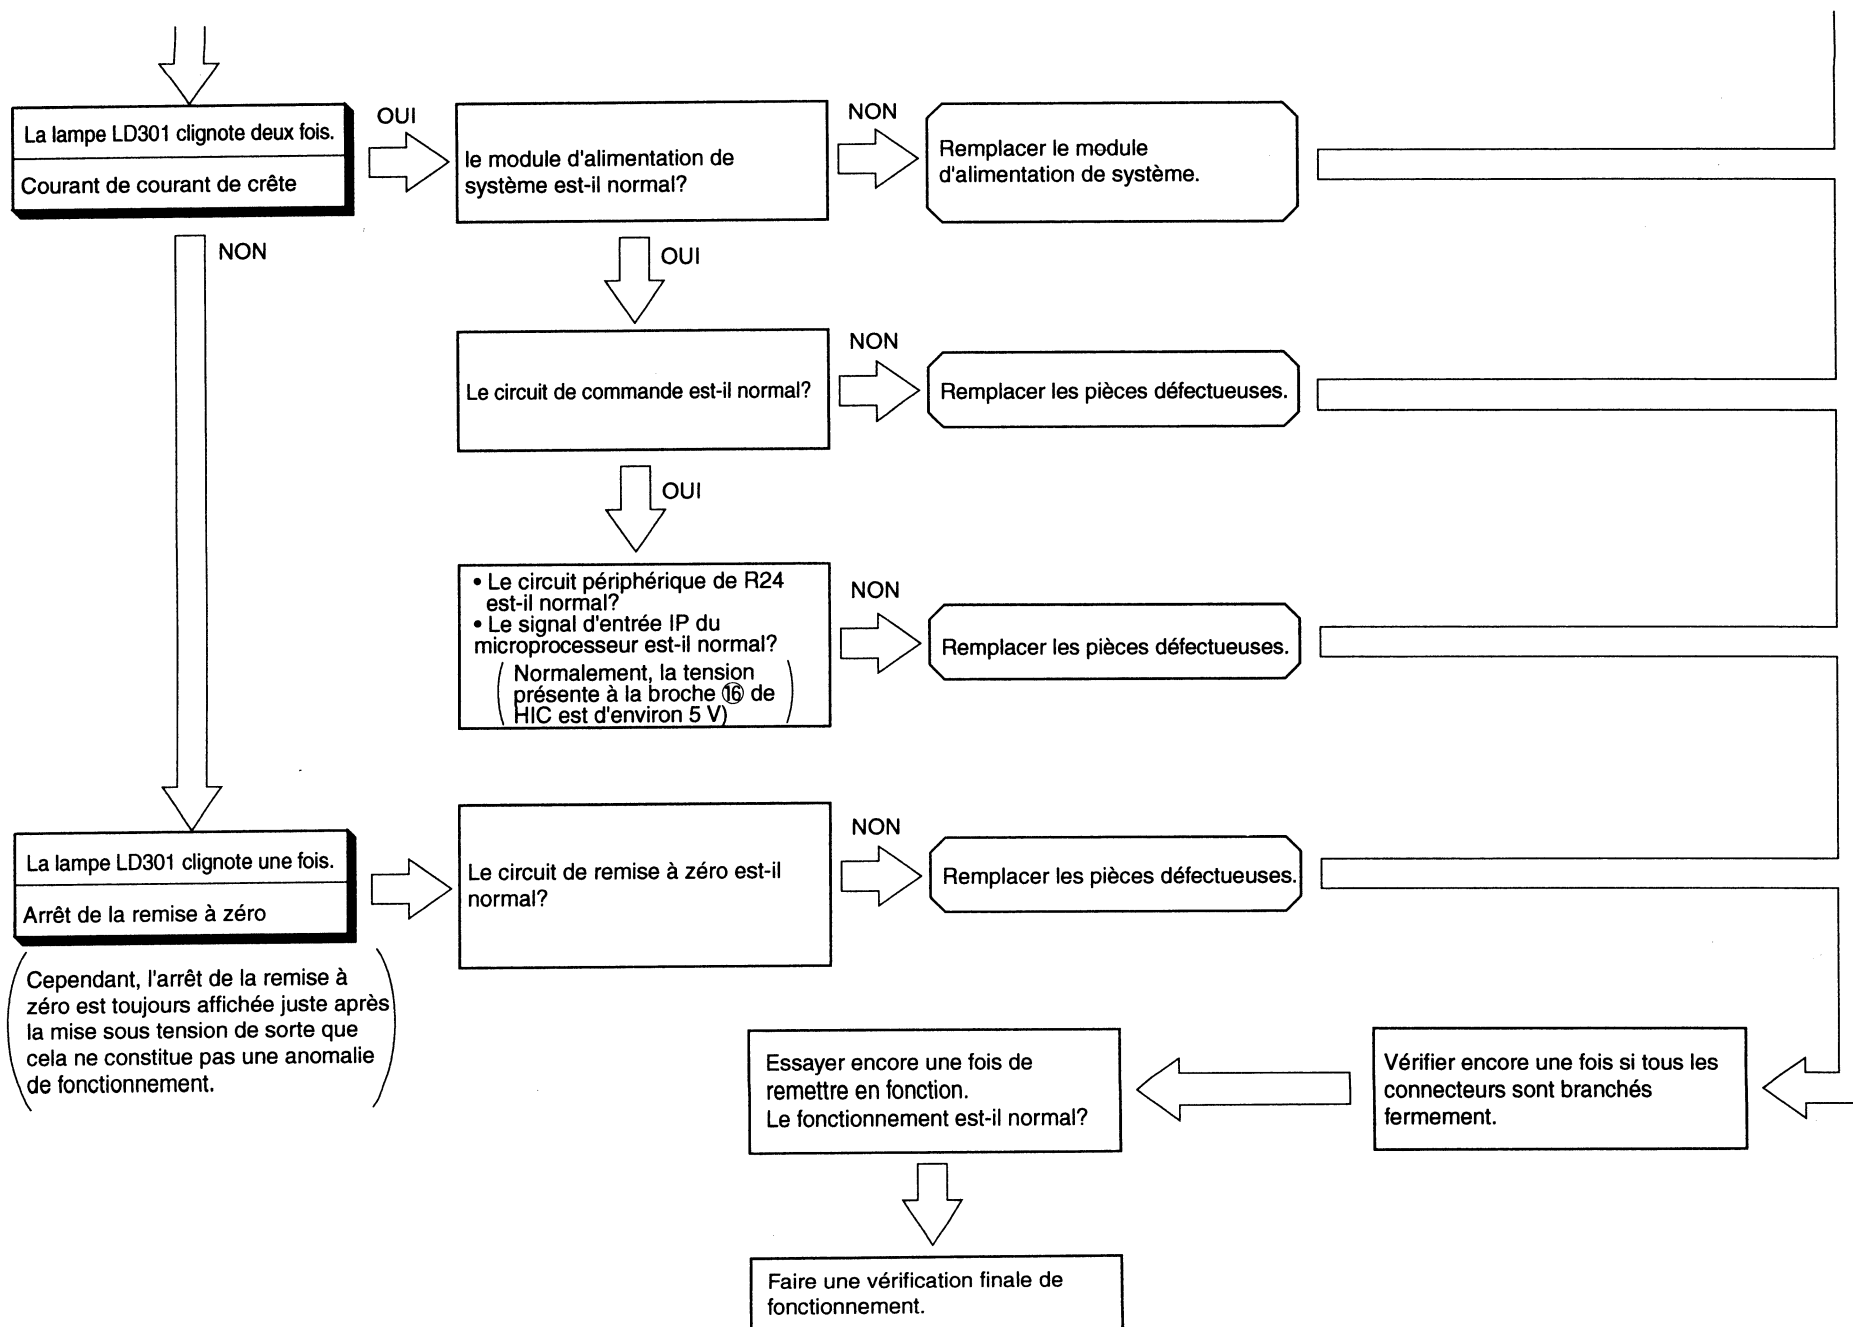 La lampe LD301 clignote deux fois.
Courant de courant de crête
OUI
le module d'alimentation de
système est-il normal?
NON
Remplacer le module
d'alimentation de système.
NON
OUI
Le circuit de commande est-il normal?
NON
Remplacer les pièces défectueuses.
OUI
• Le circuit périphérique de R24
est-il normal?
• Le signal d'entrée IP du
microprocesseur est-il normal?
(Normalement, la tension
présente à la broche ⑯ de
HIC est d'environ 5 V))
NON
Remplacer les pièces défectueuses.
La lampe LD301 clignote une fois.
Arrêt de la remise à zéro
(Cependant, l'arrêt de la remise à
zéro est toujours affichée juste après
la mise sous tension de sorte que
cela ne constitue pas une anomalie
de fonctionnement.)
Le circuit de remise à zéro est-il
normal?
NON
Remplacer les pièces défectueuses.
Vérifier encore une fois si tous les
connecteurs sont branchés
fermement.
Essayer encore une fois de
remettre en fonction.
Le fonctionnement est-il normal?
Faire une vérification finale de
fonctionnement.